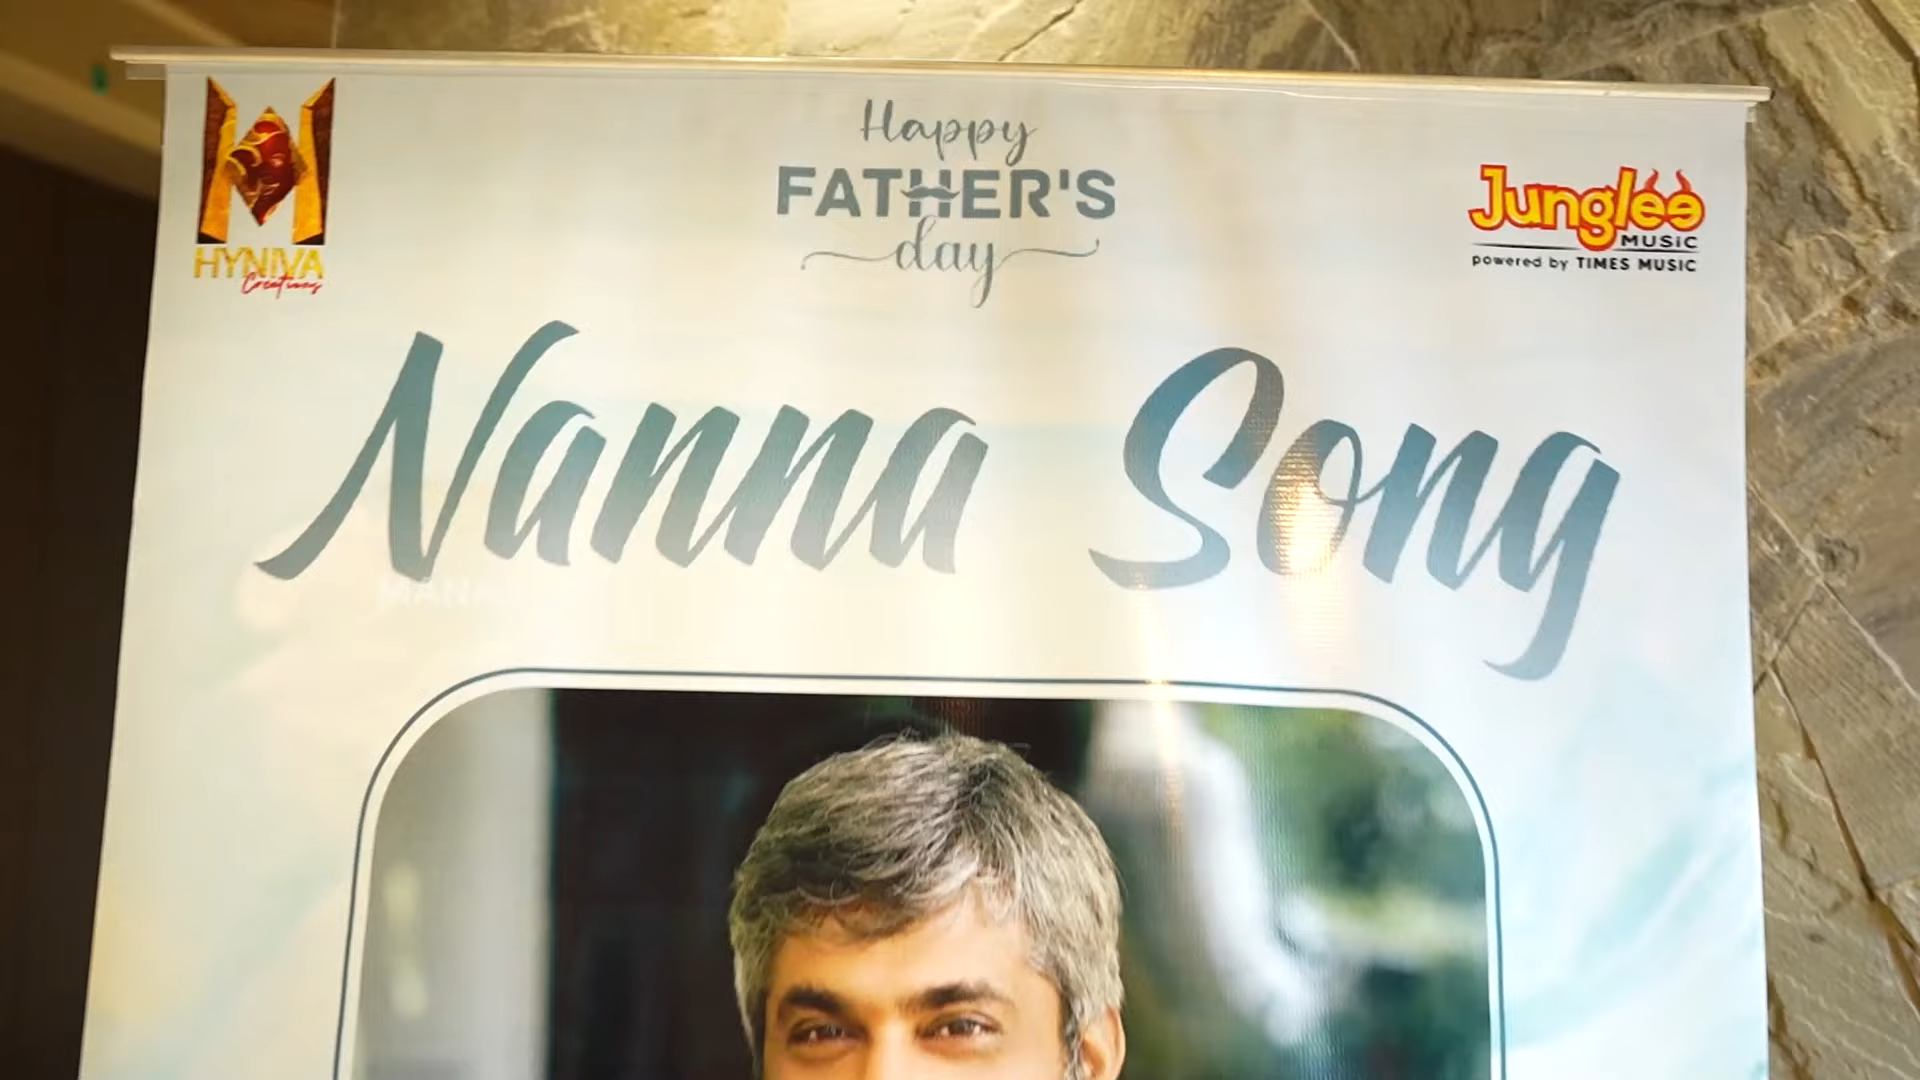 Happy
FATHER'S
day
HYNIVA
Creations
Junglee
MUSIC
powered by TIMES MUSIC
Nanna Song